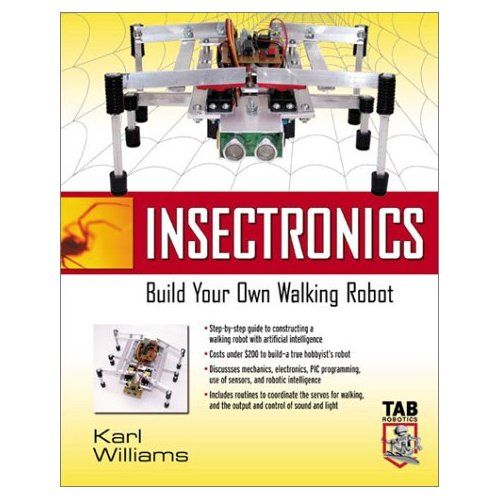 INSECTRONICS
Build Your Own Walking Robot
• Step-by-step guide to constructing a
walking robot with artificial intelligence
• Costs under $200 to build-a true hobbyist's robot
• Discussses mechanics, electronics, PIC programming,
use of sensors, and robotic intelligence
• Includes routines to coordinate the servos for walking,
and the output and control of sound and light
Karl
Williams
TAB
ROBOTICS